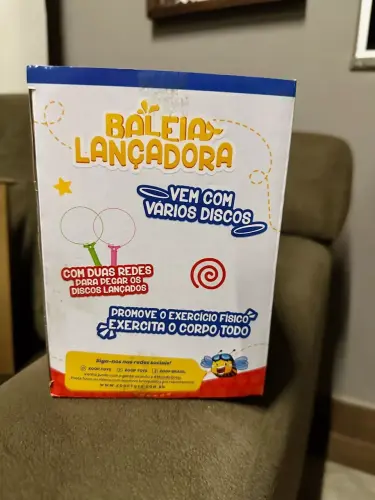 BALEIA
LANÇADORA
VEM COM
VÁRIOS DISCOS
COM DUAS REDES
PARA PEGAR OS
DISCOS LANÇADOS
PROMOVE O EXERCÍCIO FÍSICO
EXERCITA O CORPO TODO
Siga-nos nas redes sociais!